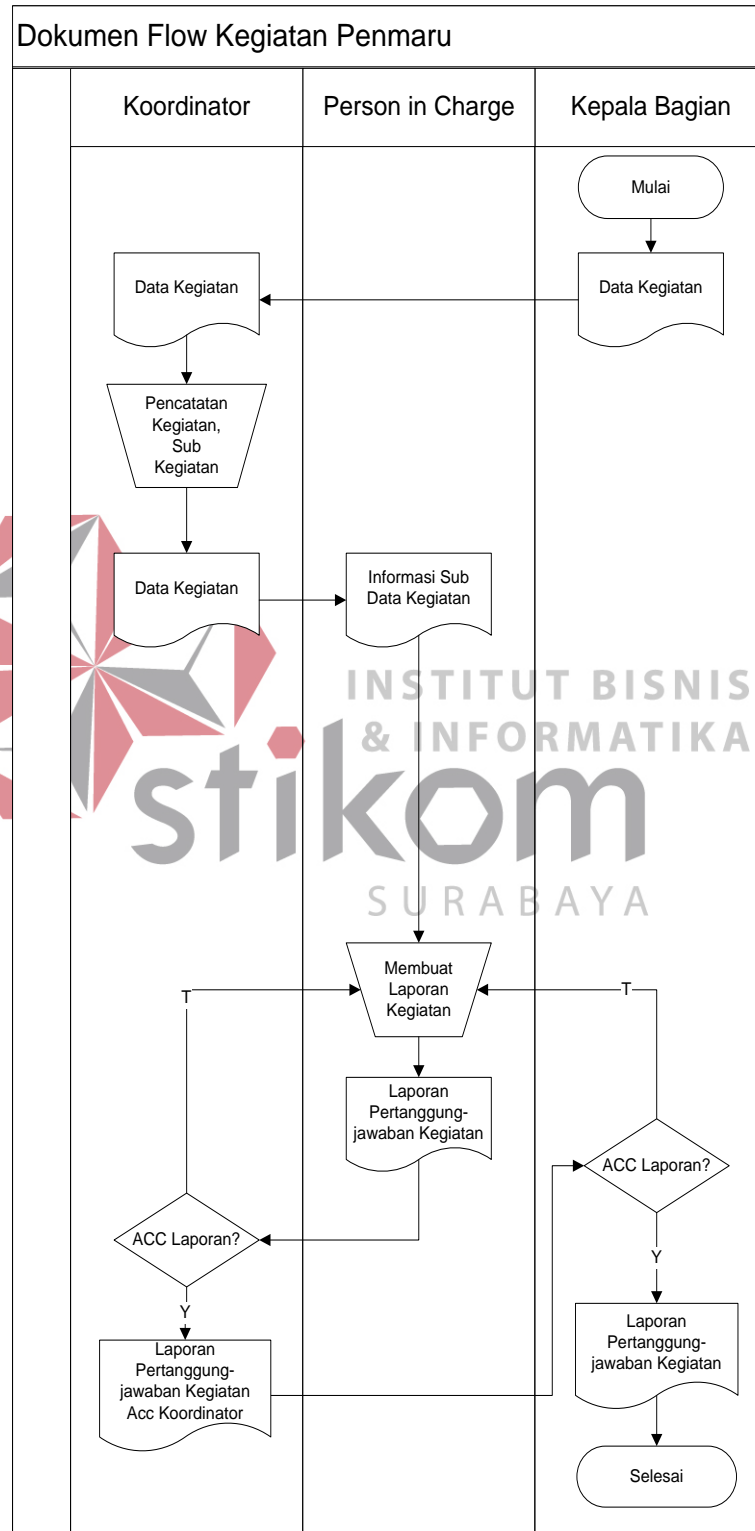 Dokumen Flow Kegiatan Penmaru
Koordinator
Person in Charge
Kepala Bagian
Mulai
Data Kegiatan
Data Kegiatan
Pencatatan
Kegiatan,
Sub
Kegiatan
Data Kegiatan
Informasi Sub
Data Kegiatan
INSTITUT BISNIS
& INFORMATIKA
stikom
SURABAYA
Membuat
Laporan
Kegiatan
T
T
Laporan
Pertanggung-
jawaban Kegiatan
ACC Laporan?
ACC Laporan?
Y
Y
Laporan
Pertanggung-
jawaban Kegiatan
Acc Koordinator
Laporan
Pertanggung-
jawaban Kegiatan
Selesai